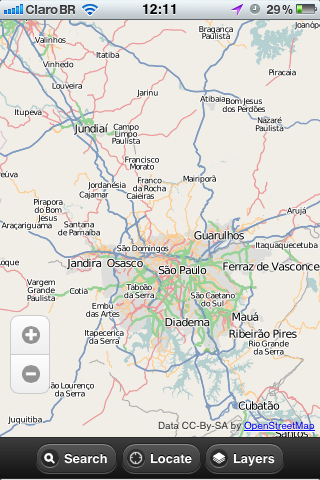 Claro BR 12:11 29%
Bragança
Paulista
Joanóp
Valinhos
Itatiba
Vinhedo
Piracaia
Louveira
Jarinu
Atibaia
Bom Jesus
dos Perdões
Itupeva
Nazaré
Paulista
Jundiaí
Campo
Limpo
Paulista
Francisco
Morato
Mairiporã
Franco
da Rocha
Jordanésia
Cajamar
Caieiras
Pirapora
do Bom
Jesus
Arujá
Araçariguama
Santana
de Parnaíba
Guarulhos
São Domingos
Itaquaquecetuba
Jandira
Osasco
São Paulo
Ferraz de Vasconce
Vargem
Grande
Paulista
Cotia
Taboão
da Serra
São Caetano
do Sul
Embu
das Artes
Diadema
Mauá
Itapecerica
da Serra
Ribeirão Pires
Rio Grande
da Serra
São Lourenço
da Serra
Juquitiba
Cubatão
Data CC-By-SA by OpenStreetMap
Santos
Search
Locate
Layers